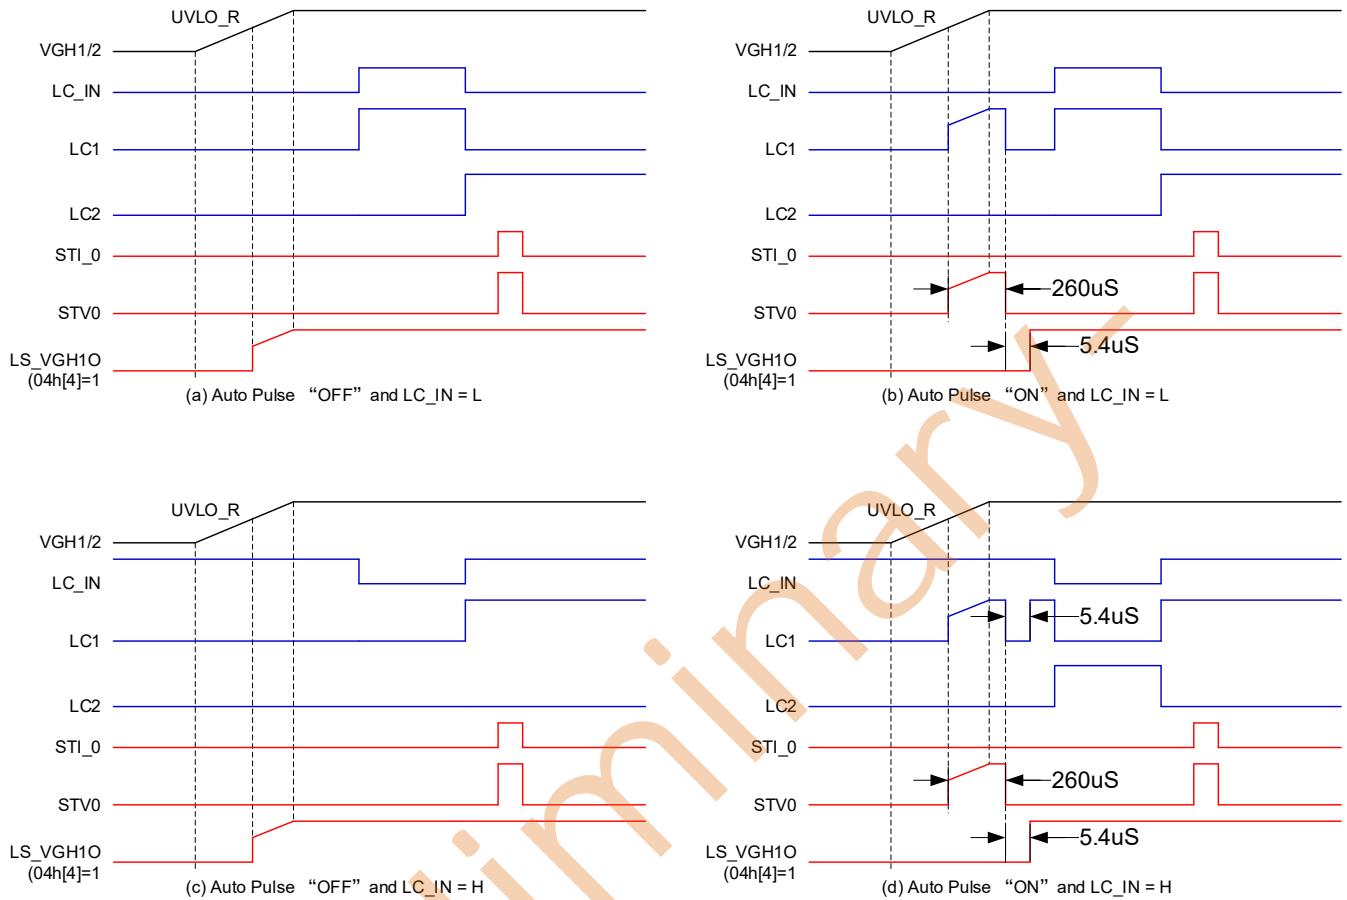 UVLO_R
VGH1/2
LC_IN
LC1
LC2
STI_0
STV0
LS_VGH1O
(04h[4]=1
(a) Auto Pulse “OFF” and LC_IN = L
UVLO_R
VGH1/2
LC_IN
LC1
LC2
STI_0
260uS
STV0
5.4uS
LS_VGH1O
(04h[4]=1
(b) Auto Pulse “ON” and LC_IN = L
UVLO_R
VGH1/2
LC_IN
LC1
LC2
STI_0
STV0
LS_VGH1O
(04h[4]=1
(c) Auto Pulse “OFF” and LC_IN = H
UVLO_R
VGH1/2
LC_IN
5.4uS
LC1
LC2
STI_0
260uS
STV0
5.4uS
LS_VGH1O
(04h[4]=1
(d) Auto Pulse “ON” and LC_IN = H
liminary-